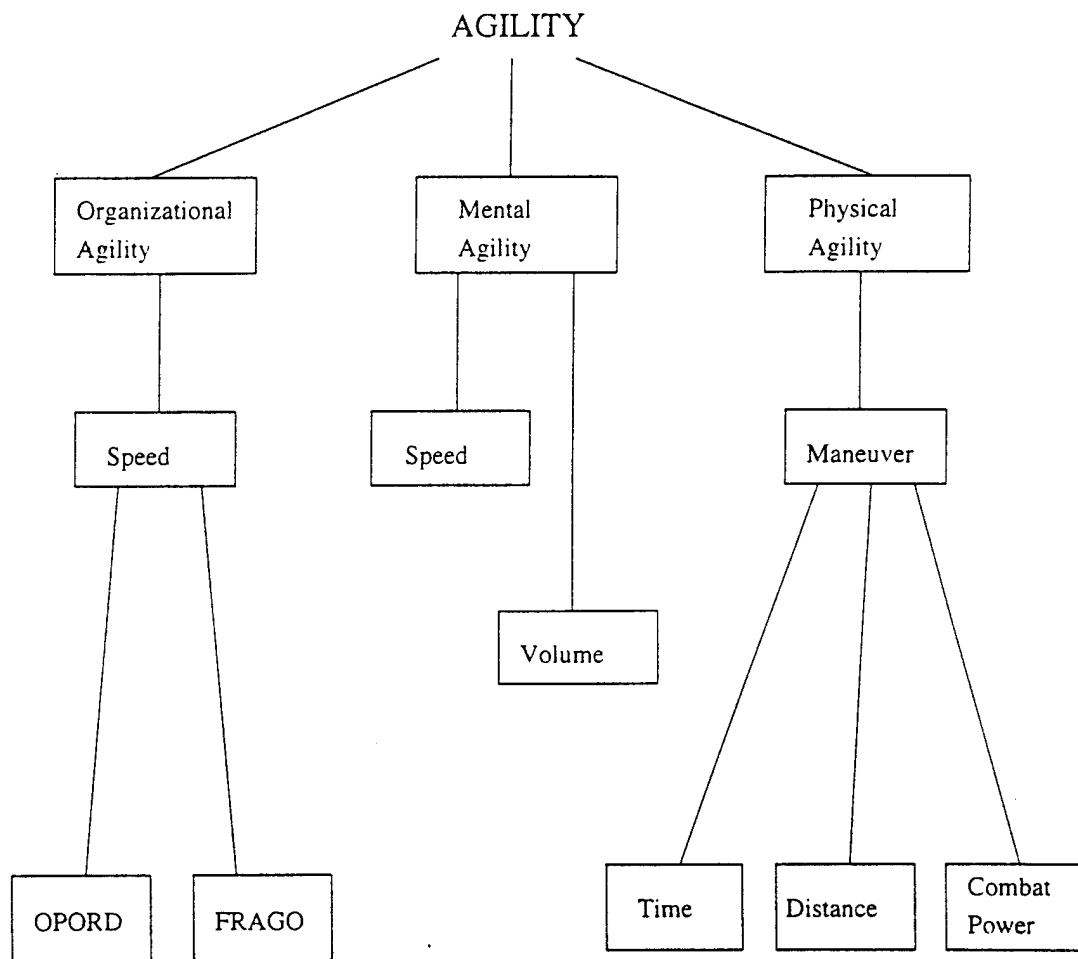 AGILITY
Organizational
Agility
Mental
Agility
Physical
Agility
Speed
Speed
Maneuver
Volume
OPORD
FRAGO
Time
Distance
Combat
Power